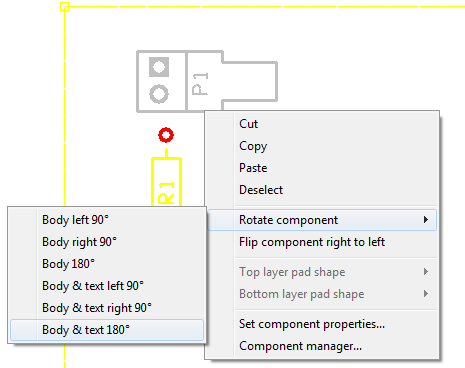 P1
R1
Cut
Copy
Paste
Deselect
Rotate component
Flip component right to left
Top layer pad shape
Bottom layer pad shape
Set component properties...
Component manager...
Body left 90°
Body right 90°
Body 180°
Body & text left 90°
Body & text right 90°
Body & text 180°